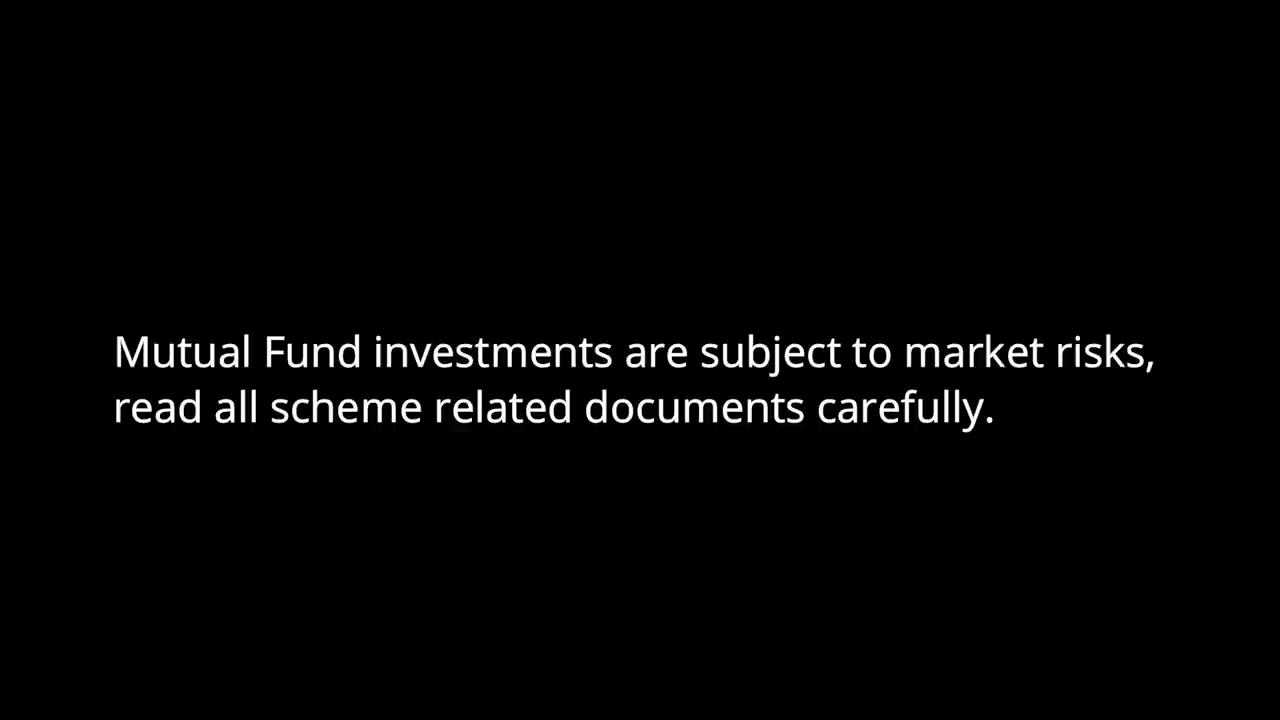 Mutual Fund investments are subject to market risks,
read all scheme related documents carefully.